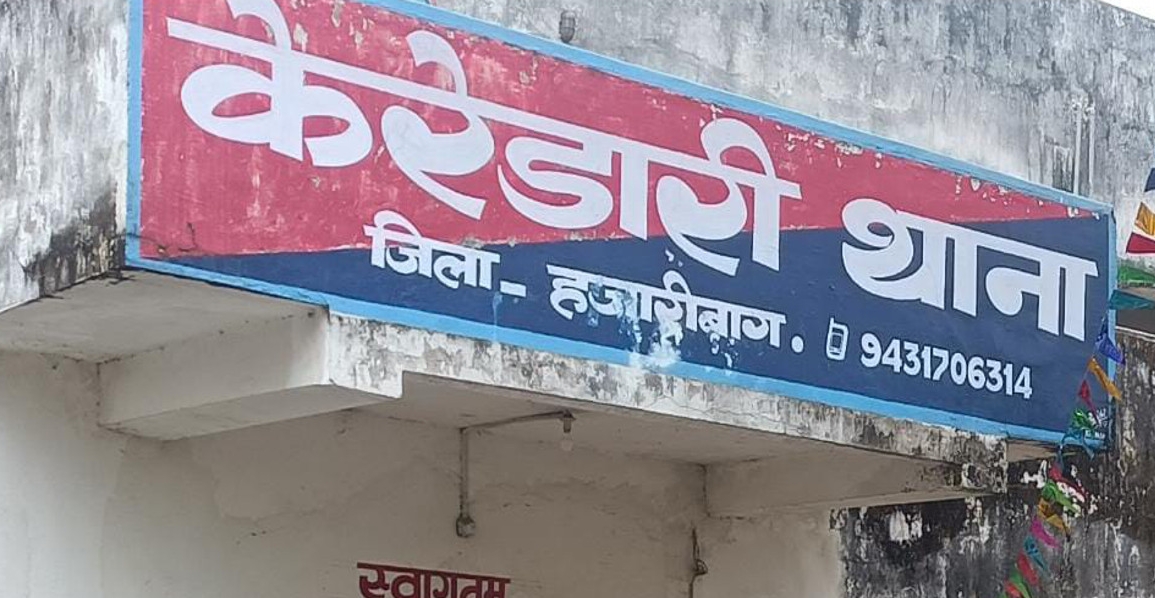 केरेडारी थाना
जिला - हजारीबाग. 9431706314
स्वागतम